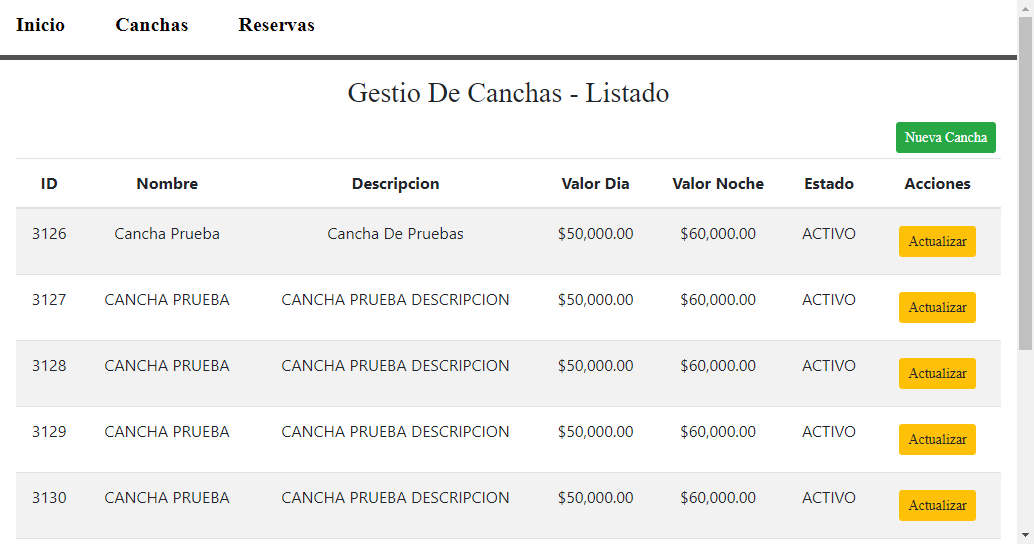 Inicio Canchas Reservas
Gestio De Canchas - Listado
Nueva Cancha
ID Nombre Descripcion Valor Dia Valor Noche Estado Acciones
3126 Cancha Prueba Cancha De Pruebas $50,000.00 $60,000.00 ACTIVO Actualizar
3127 CANCHA PRUEBA CANCHA PRUEBA DESCRIPCION $50,000.00 $60,000.00 ACTIVO Actualizar
3128 CANCHA PRUEBA CANCHA PRUEBA DESCRIPCION $50,000.00 $60,000.00 ACTIVO Actualizar
3129 CANCHA PRUEBA CANCHA PRUEBA DESCRIPCION $50,000.00 $60,000.00 ACTIVO Actualizar
3130 CANCHA PRUEBA CANCHA PRUEBA DESCRIPCION $50,000.00 $60,000.00 ACTIVO Actualizar